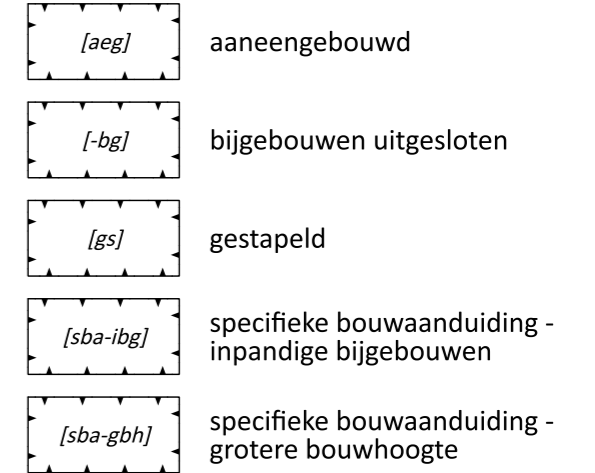 [aeg] aaneengebouwd
[-bg] bijgebouwen uitgesloten
[gs] gestapeld
[sba-ibg] specifieke bouwaanduiding -
inpandige bijgebouwen
[sba-gbh] specifieke bouwaanduiding -
grotere bouwhoogte